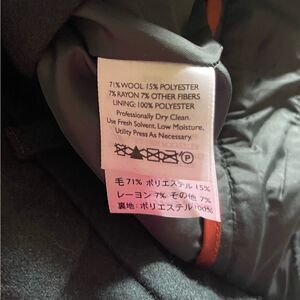 71%WOOL 15% POLYESTER
7% RAYON 7% OTHER FIBERS
LINING: 100% POLYESTER
Professionally Dry Clean.
Use Fresh Solvent, Low Moisture,
Utility Press As Necessary.
P
毛 71% ポリエステル 15%
レーヨン 7% その他 7%
裏地: ポリエステル 100%